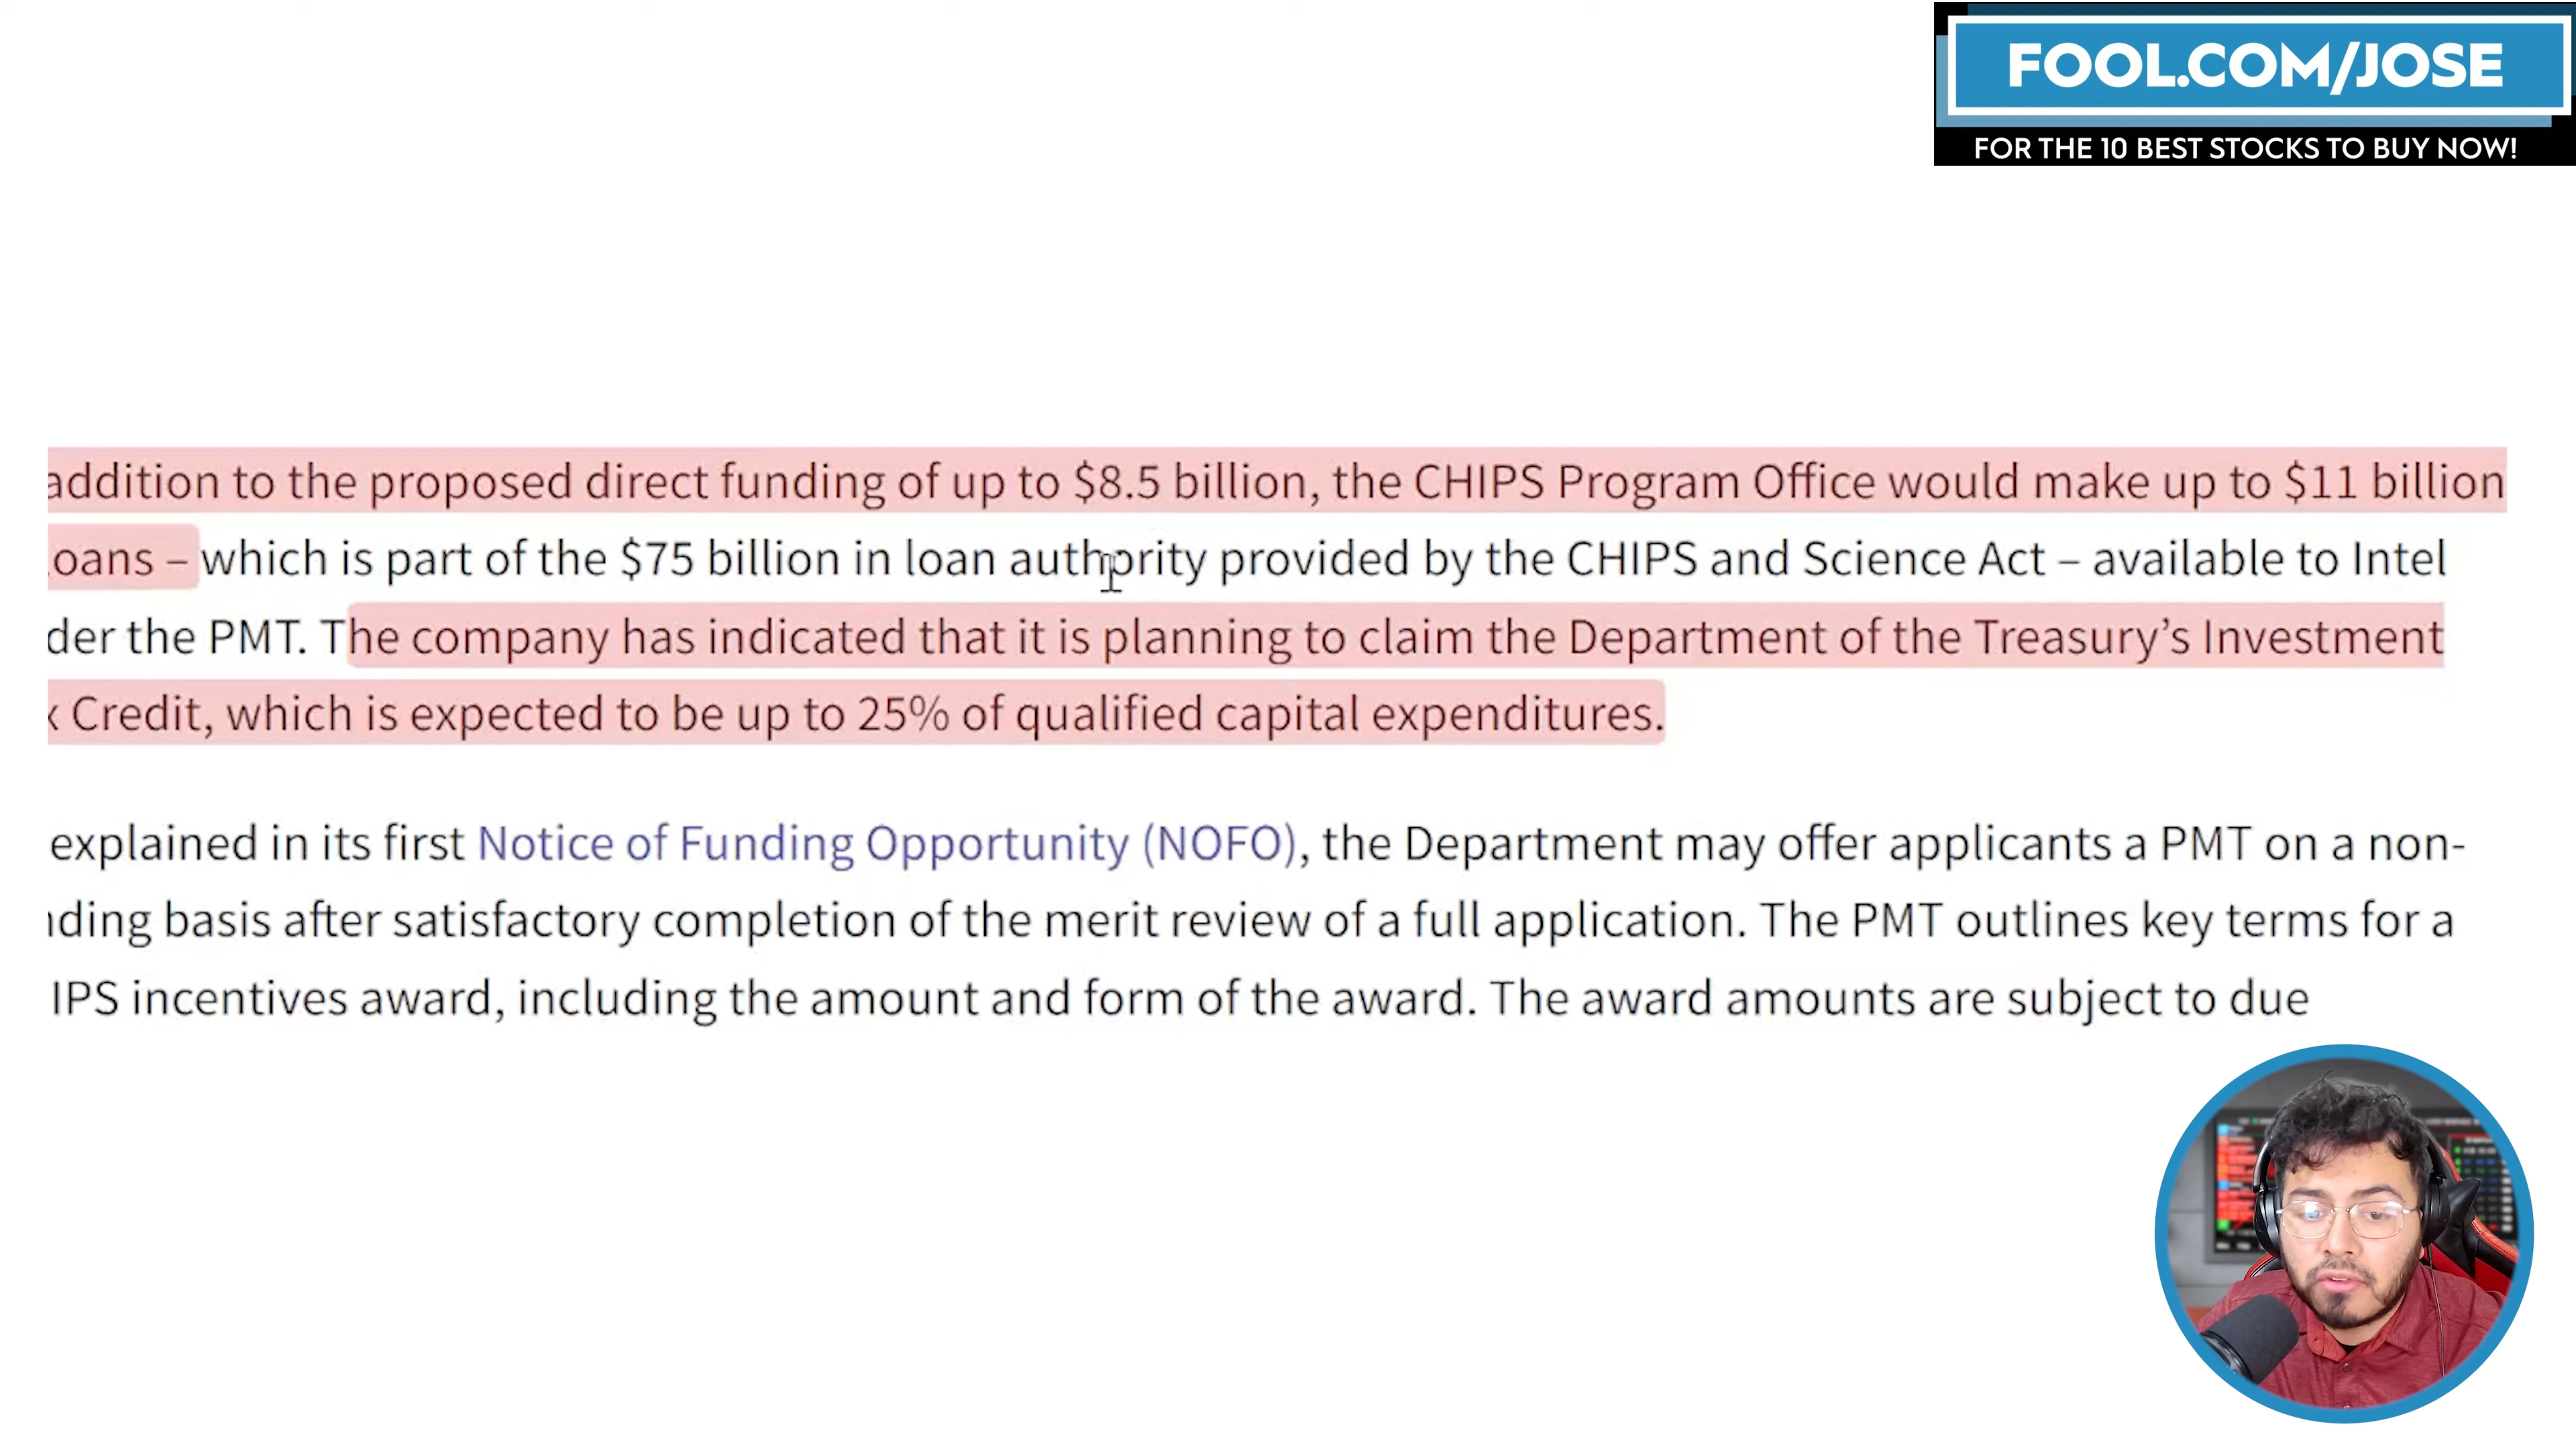 FOOL.COM/JOSE
FOR THE 10 BEST STOCKS TO BUY NOW!
addition to the proposed direct funding of up to $8.5 billion, the CHIPS Program Office would make up to $11 billion
oans – which is part of the $75 billion in loan authority provided by the CHIPS and Science Act – available to Intel
der the PMT. The company has indicated that it is planning to claim the Department of the Treasury’s Investment
x Credit, which is expected to be up to 25% of qualified capital expenditures.
explained in its first Notice of Funding Opportunity (NOFO), the Department may offer applicants a PMT on a non-
nding basis after satisfactory completion of the merit review of a full application. The PMT outlines key terms for a
IPS incentives award, including the amount and form of the award. The award amounts are subject to due